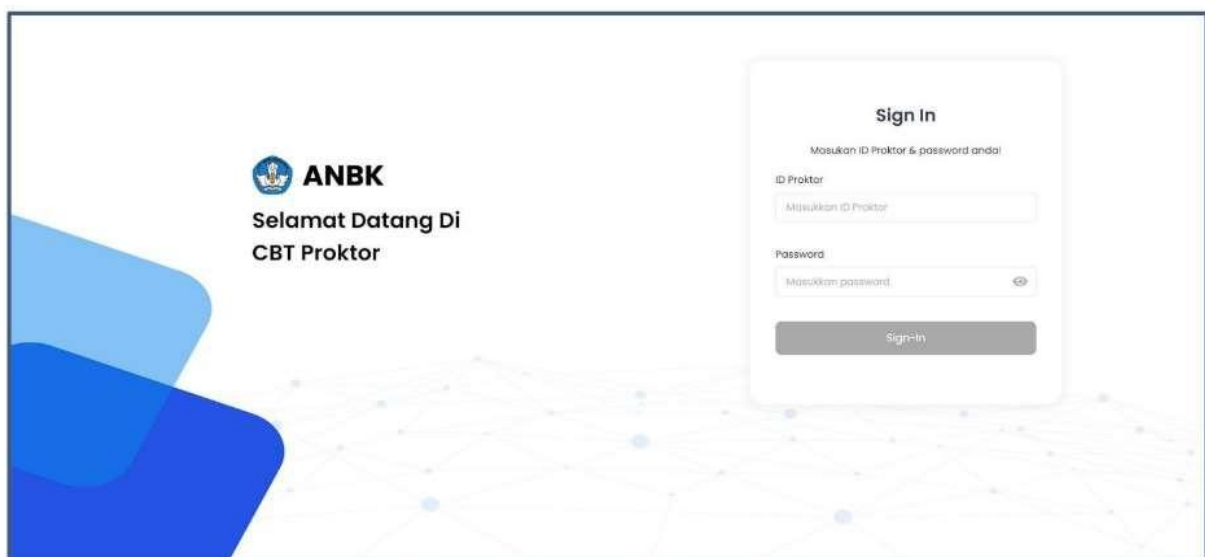 ANBK
Selamat Datang Di
CBT Proktor
Sign In
Masukan ID Proktor & password anda!
ID Proktor
Masukkan ID Proktor
Password
Masukkan password
Sign-In